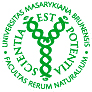 UNIVERSITAS MASARYKIANA BRUNENSIS
FACULTAS RERUM NATURALIUM
SCIENTIA
EST
POTENTIA